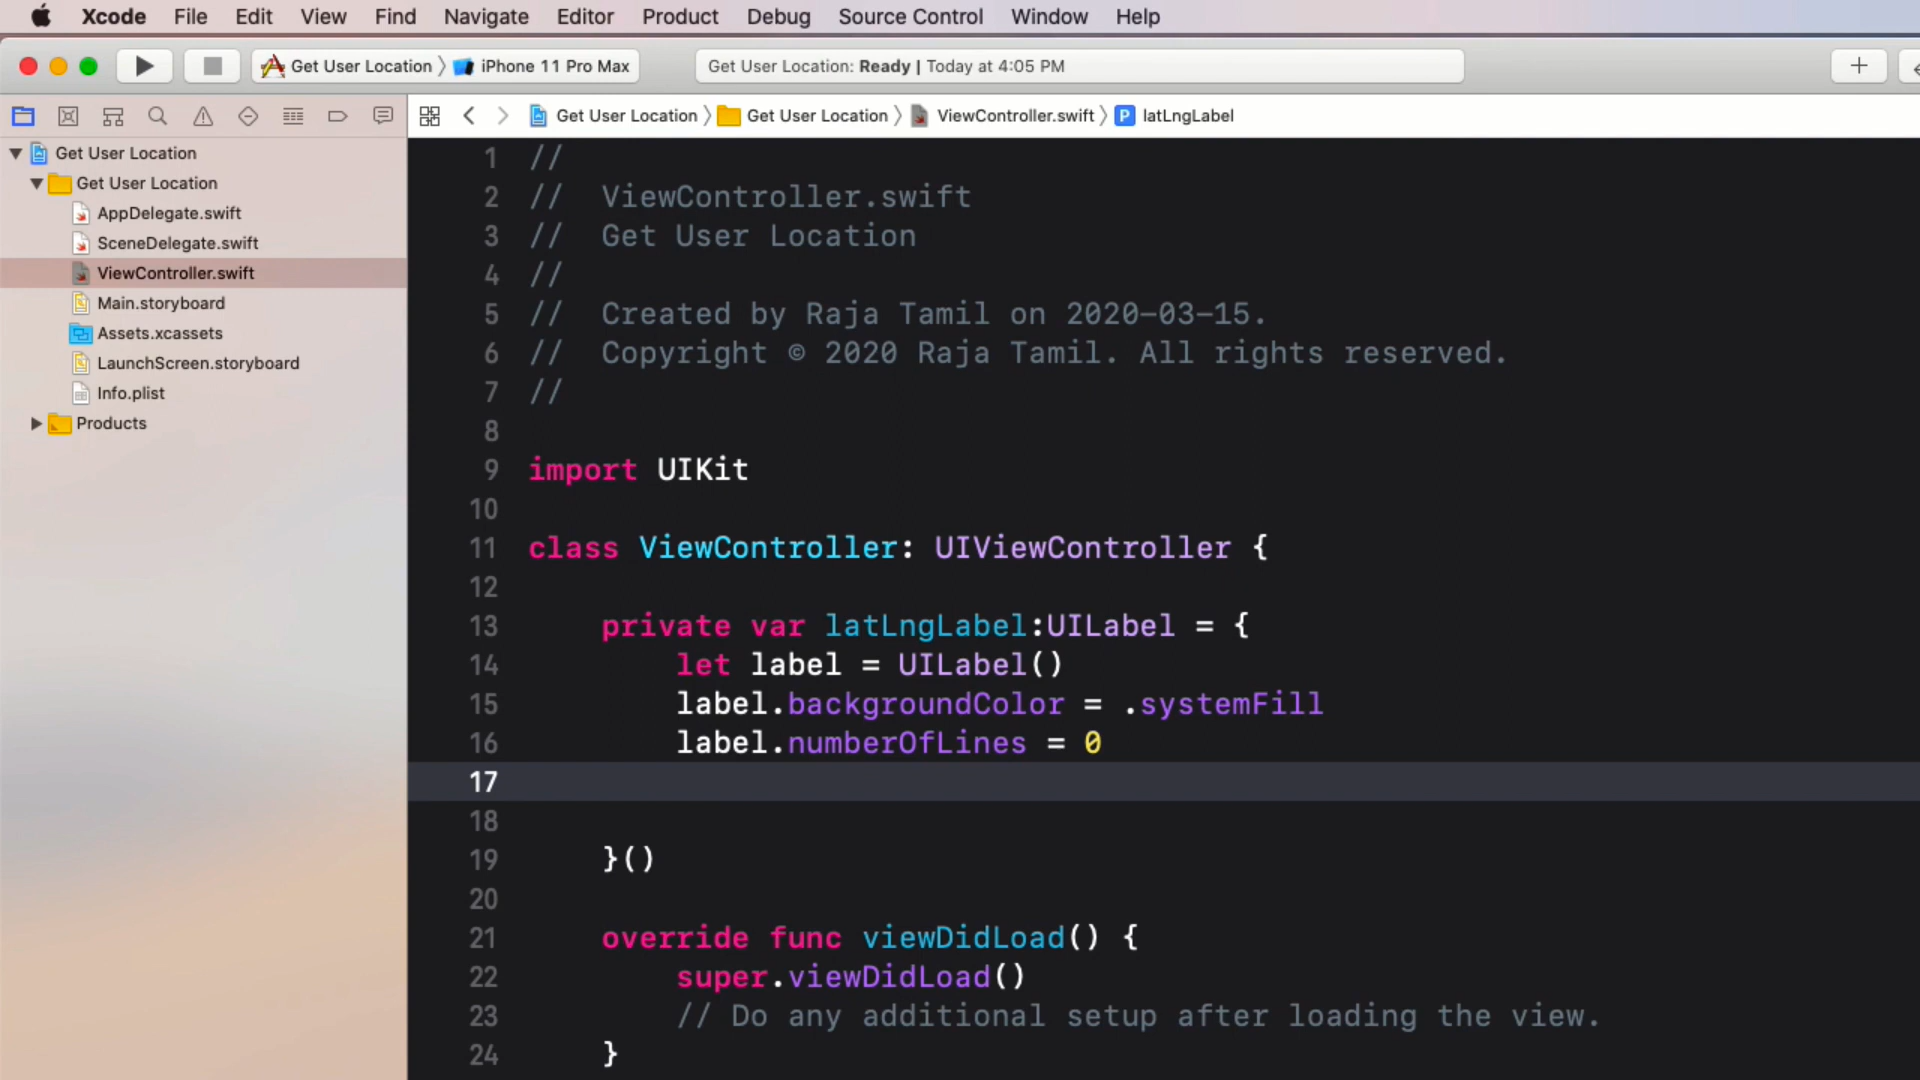 Xcode File Edit View Find Navigate Editor Product Debug Source Control Window Help
Get User Location 〉 iPhone 11 Pro Max
Get User Location: Ready | Today at 4:05 PM
Get User Location 〉 Get User Location 〉 ViewController.swift 〉 P latLngLabel
Get User Location
Get User Location
AppDelegate.swift
SceneDelegate.swift
ViewController.swift
Main.storyboard
Assets.xcassets
LaunchScreen.storyboard
Info.plist
Products
1 //
2 //  ViewController.swift
3 //  Get User Location
4 //
5 //  Created by Raja Tamil on 2020-03-15.
6 //  Copyright © 2020 Raja Tamil. All rights reserved.
7 //
8
9 import UIKit
10
11 class ViewController: UIViewController {
12
13     private var latLngLabel:UILabel = {
14         let label = UILabel()
15         label.backgroundColor = .systemFill
16         label.numberOfLines = 0
17
18
19     }()
20
21     override func viewDidLoad() {
22         super.viewDidLoad()
23         // Do any additional setup after loading the view.
24     }